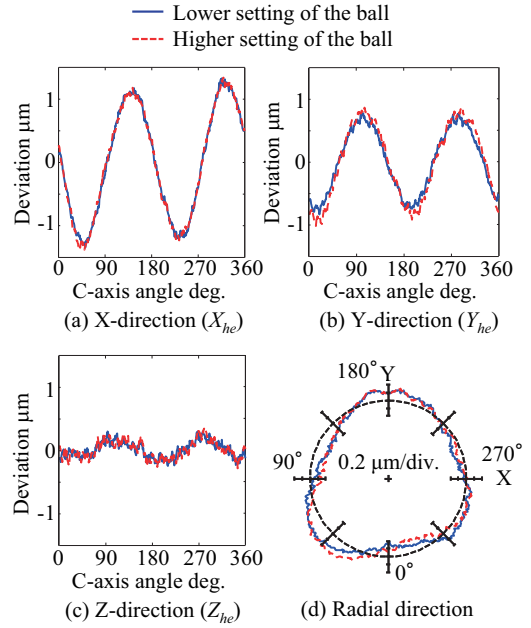 Lower setting of the ball
Higher setting of the ball
Deviation μm
1
0
-1
0 90 180 270 360
C-axis angle deg.
(a) X-direction (Xhe)
Deviation μm
1
0
-1
0 90 180 270 360
C-axis angle deg.
(b) Y-direction (Yhe)
Deviation μm
1
0
-1
0 90 180 270 360
C-axis angle deg.
(c) Z-direction (Zhe)
180° Y
90° 0.2 μm/div. 270°
X
0°
(d) Radial direction